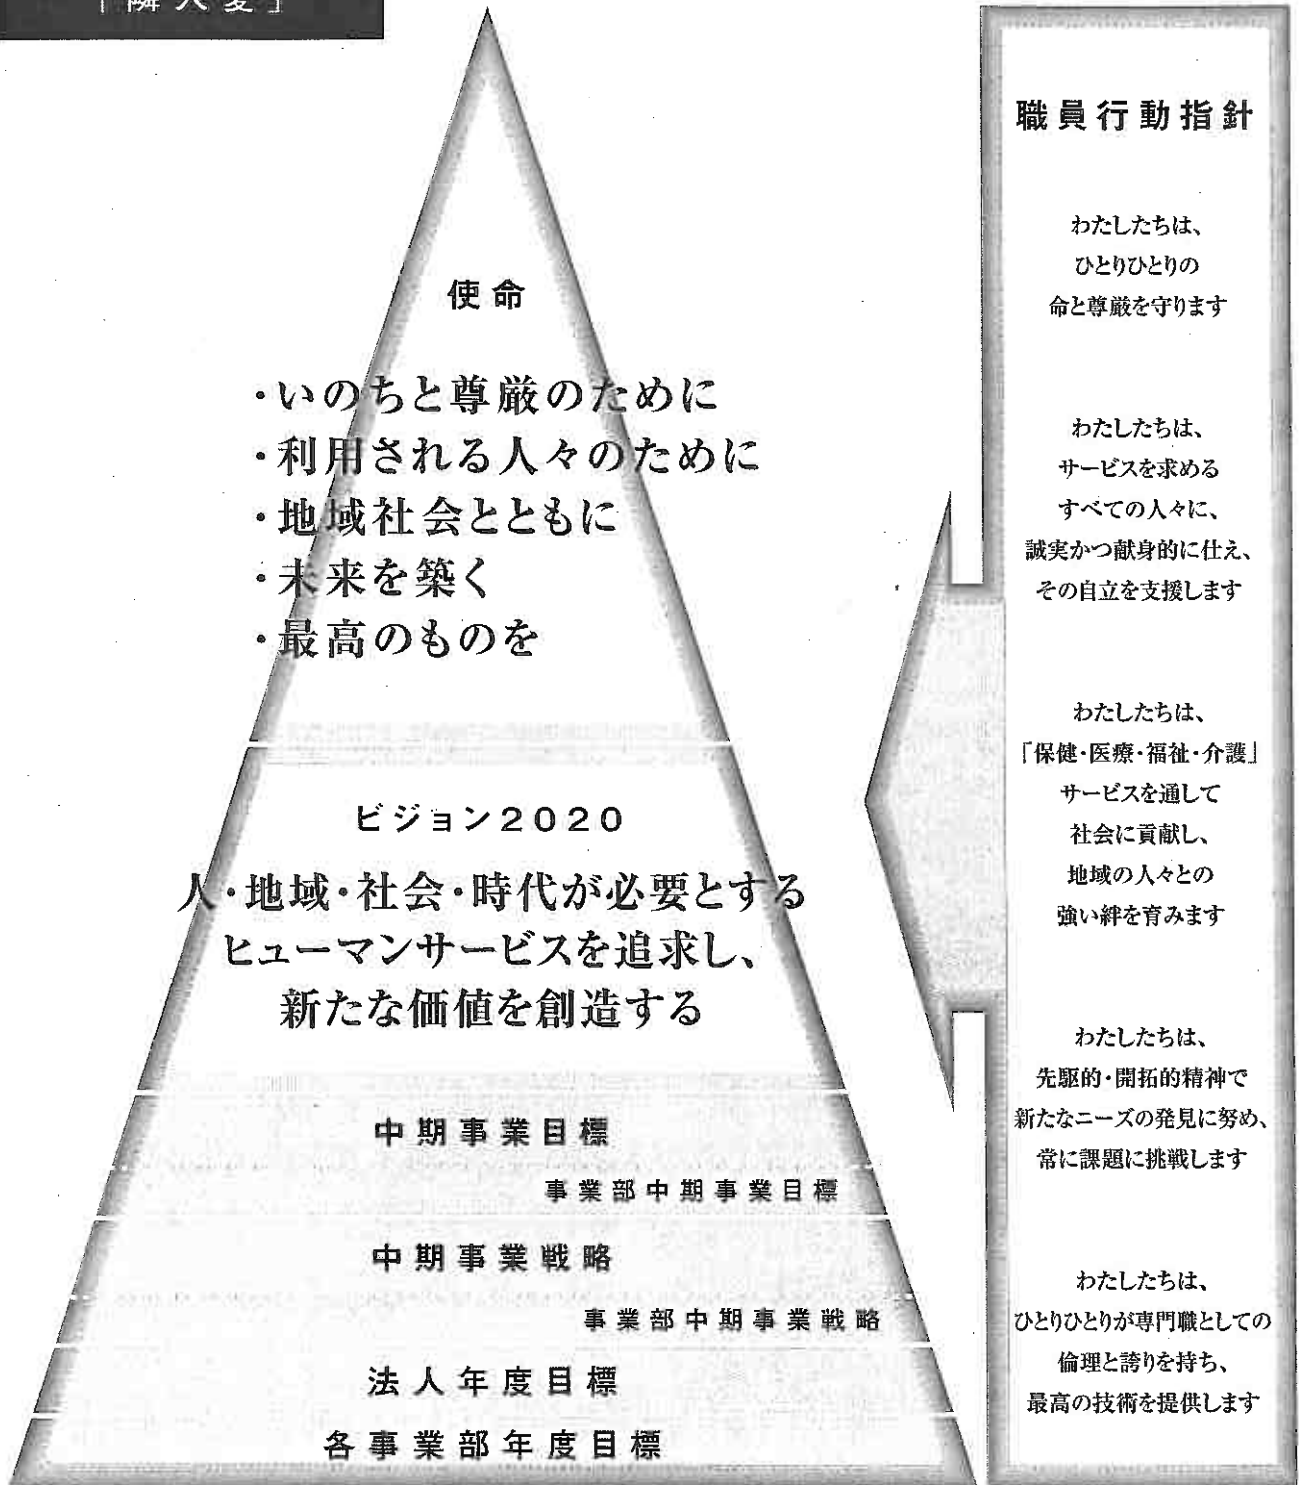 「隣人愛」
使命
・いのちと尊厳のために
・利用される人々のために
・地域社会とともに
・未来を築く
・最高のものを
ビジョン2020
人・地域・社会・時代が必要とする
ヒューマンサービスを追求し、
新たな価値を創造する
中期事業目標
事業部中期事業目標
中期事業戦略
事業部中期事業戦略
法人年度目標
各事業部年度目標
職員行動指針
わたしたちは、
ひとりひとりの
命と尊厳を守ります
わたしたちは、
サービスを求める
すべての人々に、
誠実かつ献身的に仕え、
その自立を支援します
わたしたちは、
「保健・医療・福祉・介護」
サービスを通して
社会に貢献し、
地域の人々との
強い絆を育みます
わたしたちは、
先駆的・開拓的精神で
新たなニーズの発見に努め、
常に課題に挑戦します
わたしたちは、
ひとりひとりが専門職としての
倫理と誇りを持ち、
最高の技術を提供します